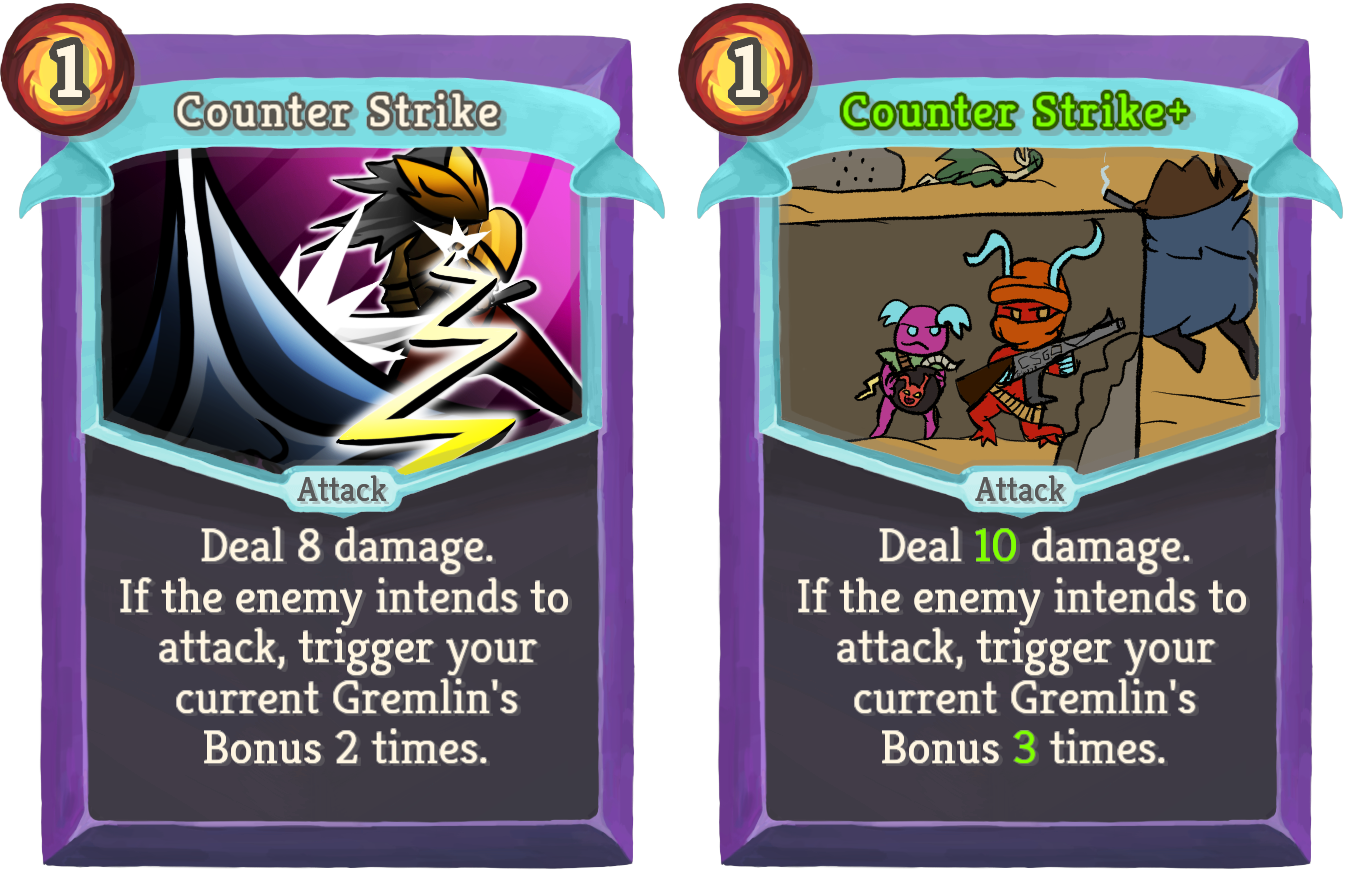 1
Counter Strike
Attack
Deal 8 damage.
If the enemy intends to
attack, trigger your
current Gremlin's
Bonus 2 times.
1
Counter Strike+
CSGO
Attack
Deal 10 damage.
If the enemy intends to
attack, trigger your
current Gremlin's
Bonus 3 times.